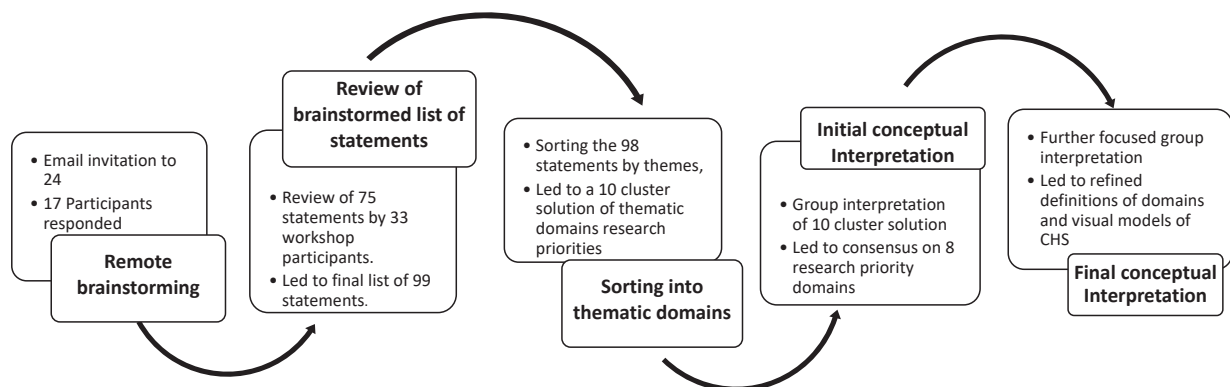 • Email invitation to
24
• 17 Participants
responded
Remote
brainstorming
Review of
brainstormed list of
statements
• Review of 75
statements by 33
workshop
participants.
• Led to final list of 99
statements.
• Sorting the 98
statements by themes,
• Led to a 10 cluster
solution of thematic
domains research
priorities
Sorting into
thematic domains
Initial conceptual
Interpretation
• Group interpretation
of 10 cluster solution
• Led to consensus on 8
research priority
domains
• Further focused group
interpretation
• Led to refined
definitions of domains
and visual models of
CHS
Final conceptual
Interpretation